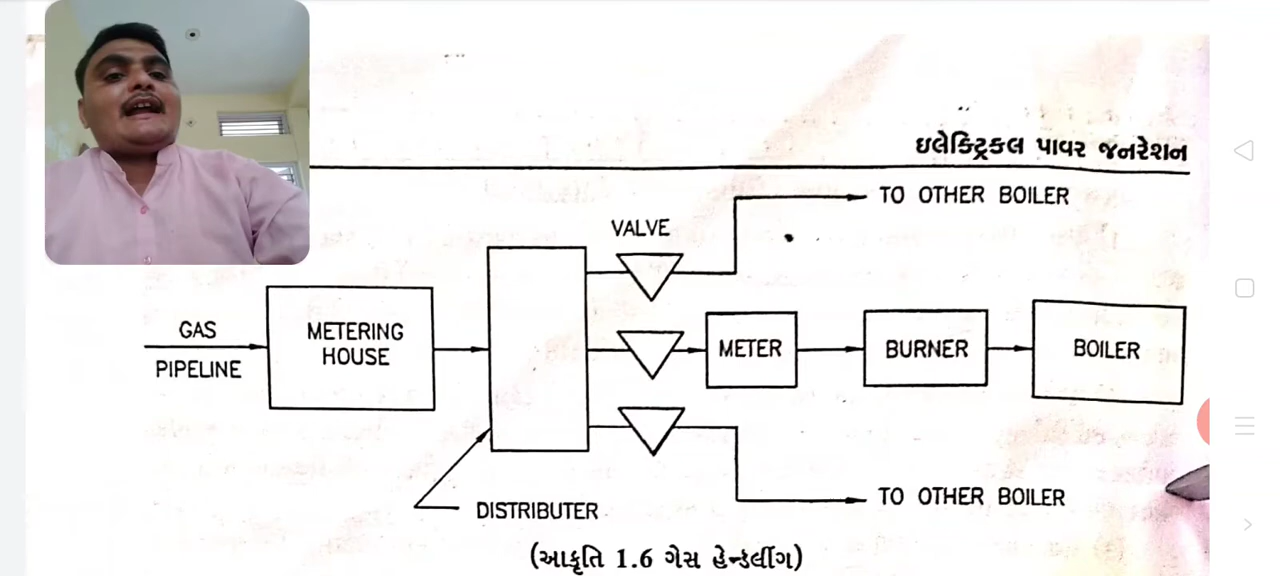 ઇલેક્ટ્રિકલ પાવર જનરેશન
TO OTHER BOILER
VALVE
GAS
PIPELINE
METERING
HOUSE
METER
BURNER
BOILER
DISTRIBUTER
TO OTHER BOILER
(આકૃતિ 1.6 ગેસ હેન્ડલીંગ)